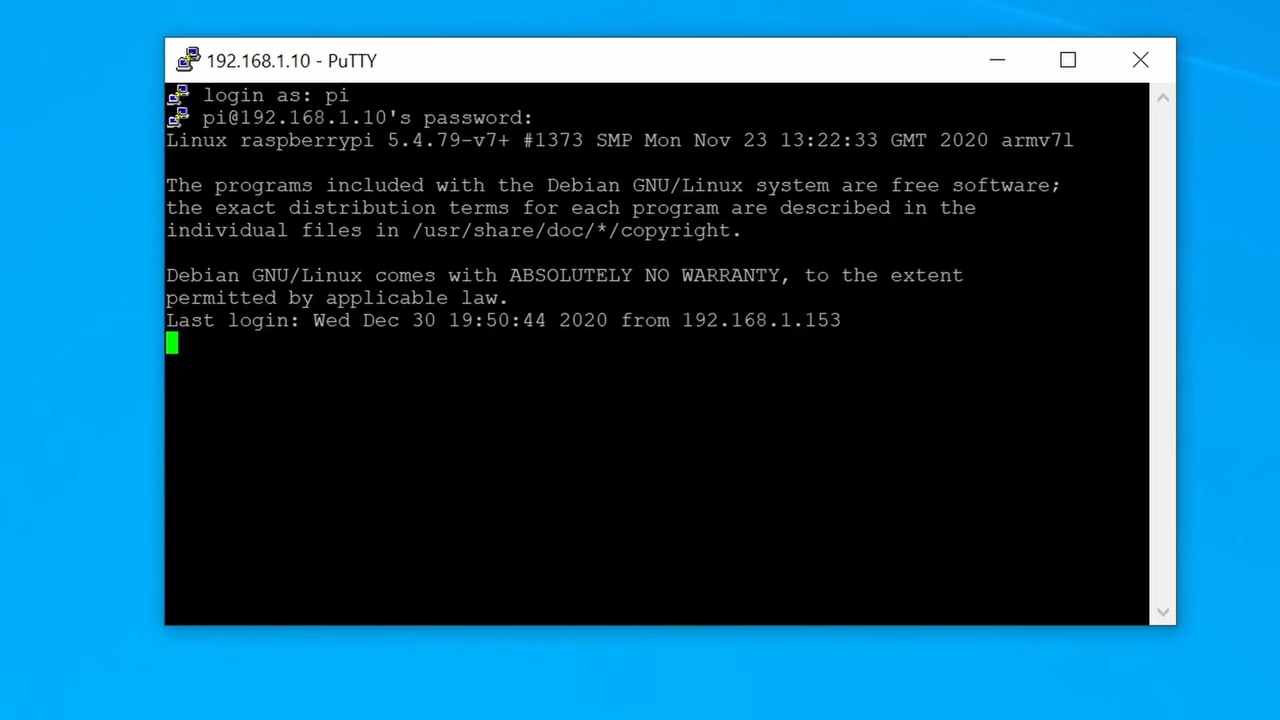 192.168.1.10 - PuTTY
login as: pi
pi@192.168.1.10's password:
Linux raspberrypi 5.4.79-v7+ #1373 SMP Mon Nov 23 13:22:33 GMT 2020 armv7l
The programs included with the Debian GNU/Linux system are free software;
the exact distribution terms for each program are described in the
individual files in /usr/share/doc/*/copyright.
Debian GNU/Linux comes with ABSOLUTELY NO WARRANTY, to the extent
permitted by applicable law.
Last login: Wed Dec 30 19:50:44 2020 from 192.168.1.153